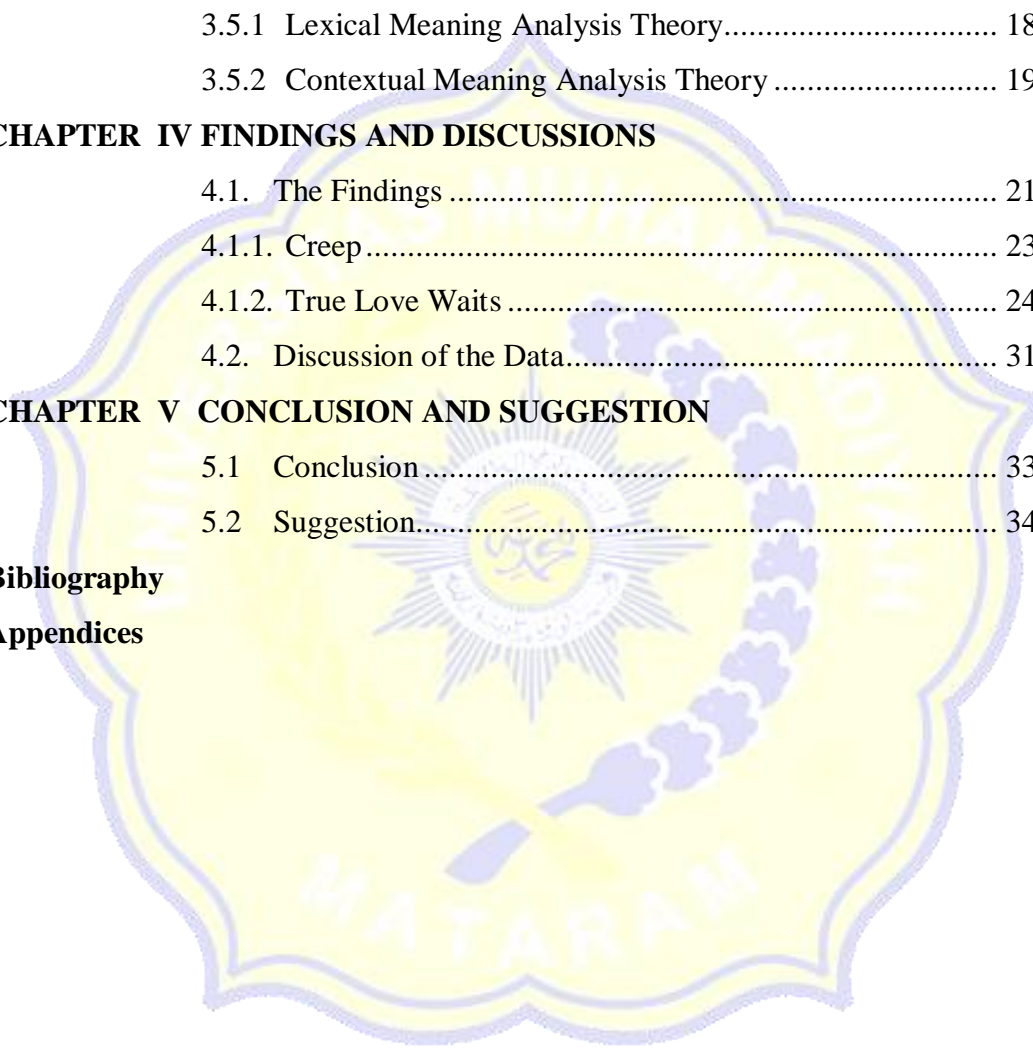 3.5.1 Lexical Meaning Analysis Theory.............................. 18
3.5.2 Contextual Meaning Analysis Theory ......................... 19
CHAPTER IV FINDINGS AND DISCUSSIONS
4.1. The Findings ............................................................ 21
4.1.1. Creep..................................................................... 23
4.1.2. True Love Waits ...................................................... 24
4.2. Discussion of the Data............................................... 31
CHAPTER V CONCLUSION AND SUGGESTION
5.1 Conclusion ............................................................... 33
5.2 Suggestion................................................................ 34
Bibliography
Appendices
UNIVERSITAS MUHAMMADIYAH
MATARAM